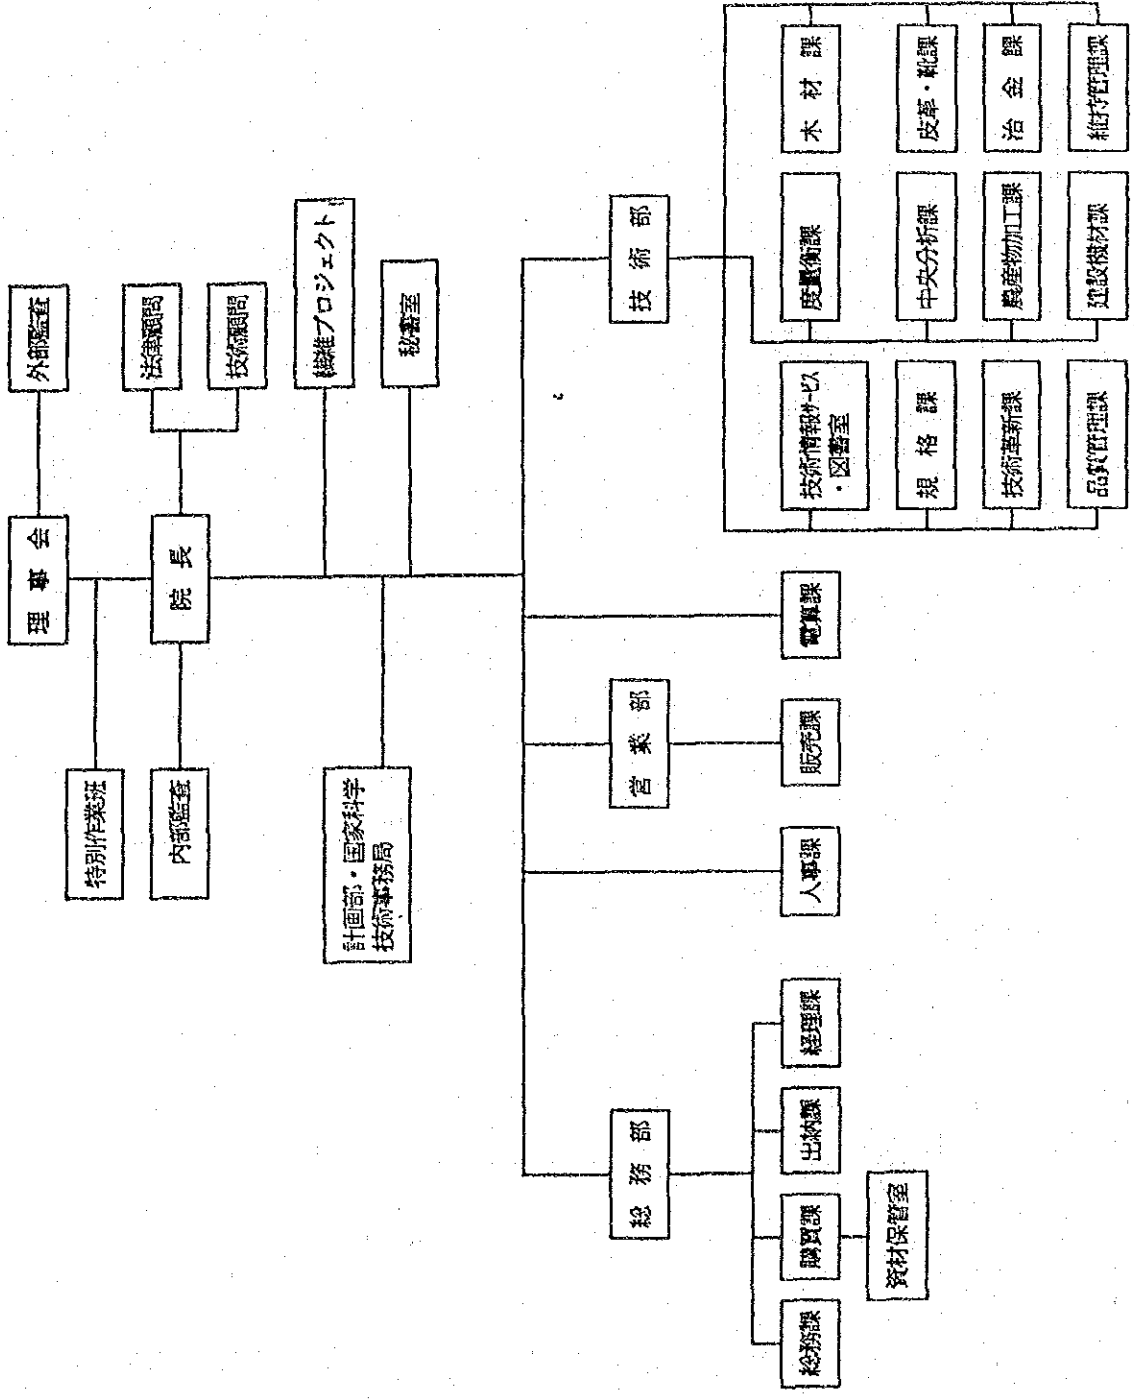 理事会
外部監査
特別作業班
院長
内部監査
法律顧問
技術顧問
繊維プロジェクト
計画部・国家科学
技術事務局
秘書室
総務部
営業部
技術部
総務課
購買課
出納課
経理課
人事課
販売課
電算課
技術情報サービス
・図書室
度量衡課
木材課
資材保管室
規格課
中央分析課
皮革・靴課
技術革新課
農産物加工課
冶金課
品質管理課
建設機材課
維持管理課